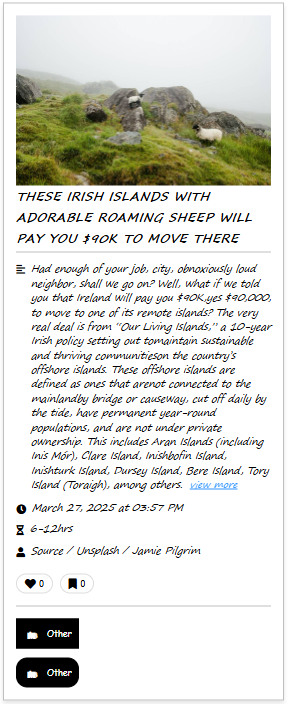 THESE IRISH ISLANDS WITH
ADORABLE ROAMING SHEEP WILL
PAY YOU $90K TO MOVE THERE
Had enough of your job, city, obnoxiously loud
neighbor, shall we go on? Well, what if we told
you that Ireland will pay you $90K,yes $90,000,
to move to one of its remote islands? The very
real deal is from "Our Living Islands," a 10-year
Irish policy setting out tomaintain sustainable
and thriving communitieson the country's
offshore islands. These offshore islands are
defined as ones that arenot connected to the
mainlandby bridge or causeway, cut off daily by
the tide, have permanent year-round
populations, and are not under private
ownership. This includes Aran Islands (including
Inis Mór), Clare Island, Inishbofin Island,
Inishturk Island, Dursey Island, Bere Island, Tory
Island (Toraigh), among others. view more
March 27, 2025 at 03:57 PM
6-12hrs
Source / Unsplash / Jamie Pilgrim
0 0
Other
Other